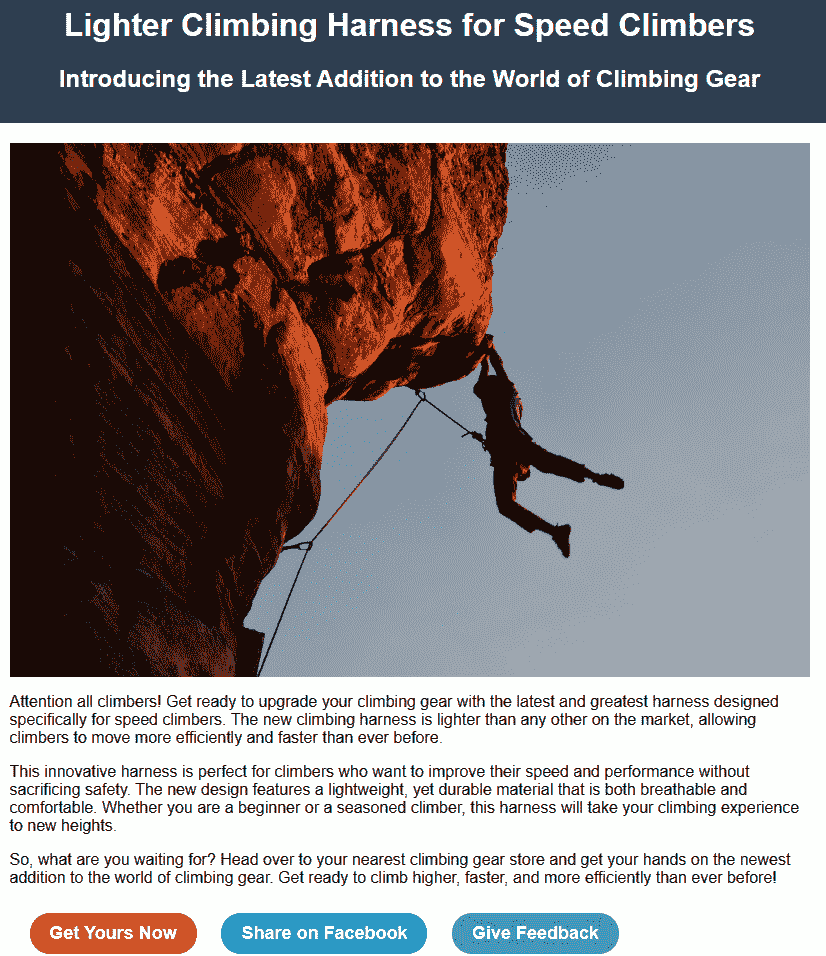 Lighter Climbing Harness for Speed Climbers
Introducing the Latest Addition to the World of Climbing Gear
Attention all climbers! Get ready to upgrade your climbing gear with the latest and greatest harness designed
specifically for speed climbers. The new climbing harness is lighter than any other on the market, allowing
climbers to move more efficiently and faster than ever before.
This innovative harness is perfect for climbers who want to improve their speed and performance without
sacrificing safety. The new design features a lightweight, yet durable material that is both breathable and
comfortable. Whether you are a beginner or a seasoned climber, this harness will take your climbing experience
to new heights.
So, what are you waiting for? Head over to your nearest climbing gear store and get your hands on the newest
addition to the world of climbing gear. Get ready to climb higher, faster, and more efficiently than ever before!
Get Yours Now Share on Facebook Give Feedback